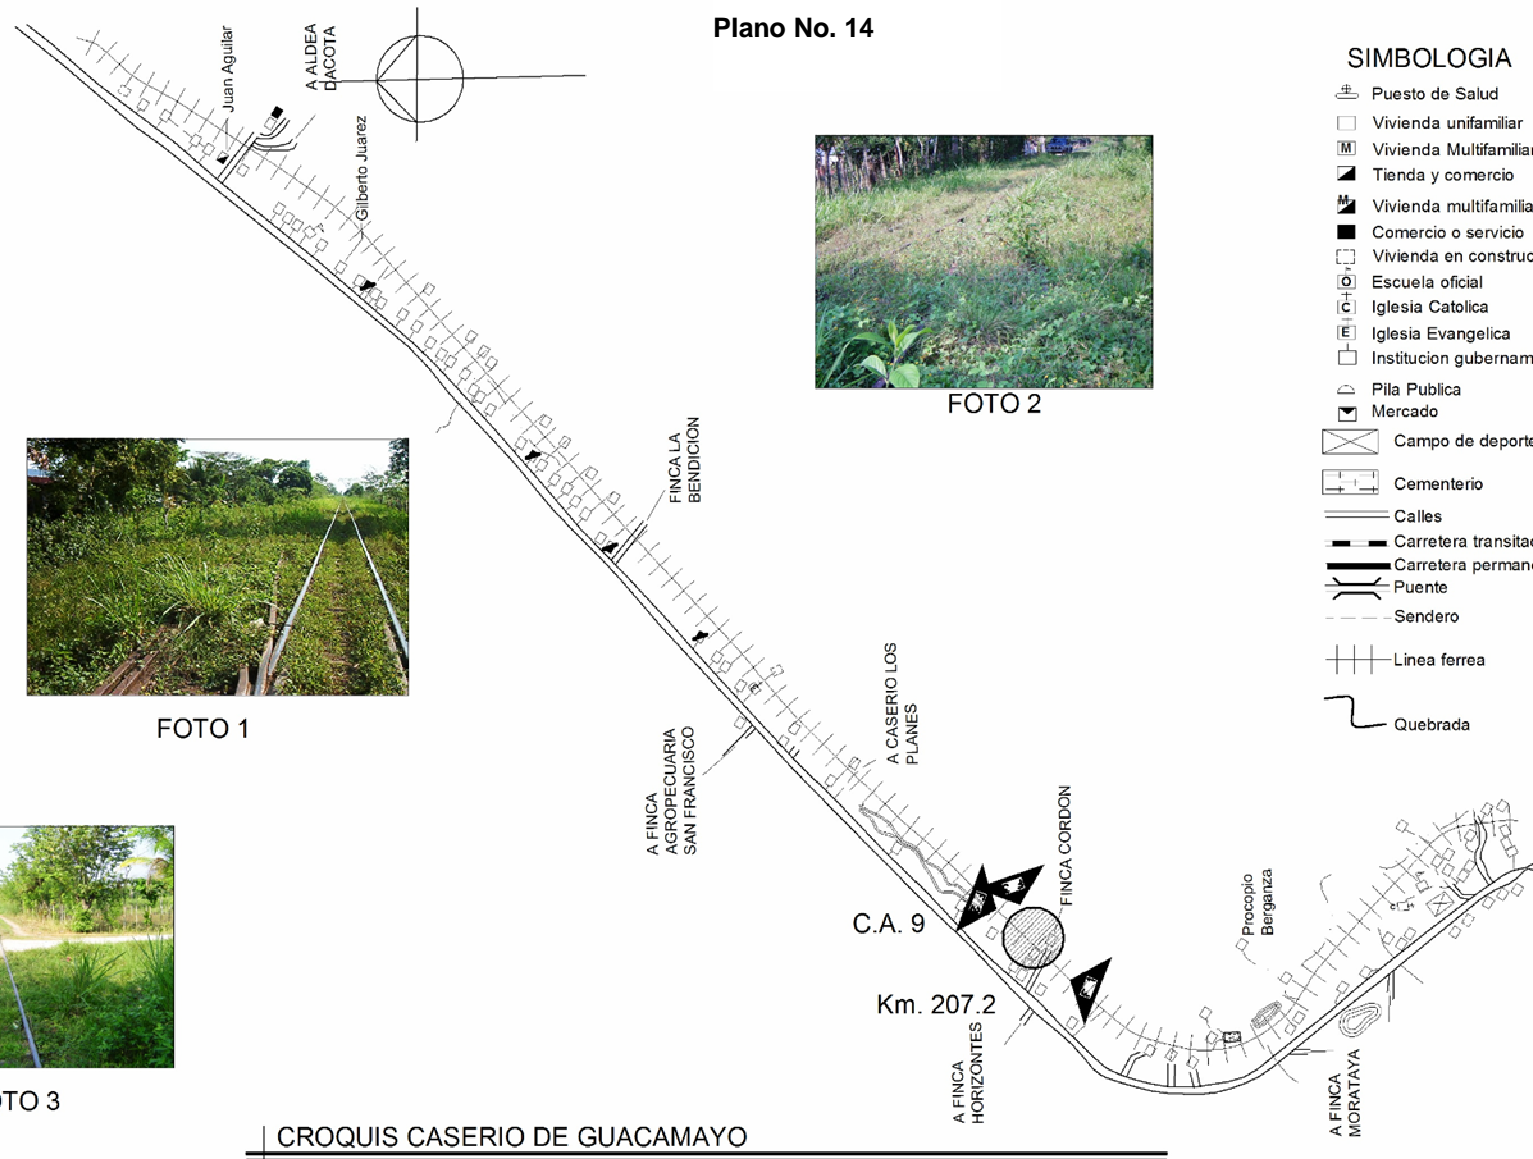 Plano No. 14
SIMBOLOGIA
Puesto de Salud
Vivienda unifamiliar
M
Vivienda Multifamiliar
Tienda y comercio
M
Vivienda multifamilia
Comercio o servicio
Vivienda en construc
O
Escuela oficial
C
Iglesia Catolica
E
Iglesia Evangelica
Institucion gubernam
Pila Publica
Mercado
Campo de deporte
Cementerio
Calles
Carretera transitad
Carretera permane
Puente
Sendero
Linea ferrea
Quebrada
Juan Aguilar
A ALDEA
DACOTA
Gilberto Juarez
FOTO 2
FINCA LA
BENDICION
FOTO 1
A FINCA
AGROPECUARIA
SAN FRANCISCO
A CASERIO LOS
PLANES
FINCA CORDON
C.A. 9
Km. 207.2
A FINCA
HORIZONTES
Procopio
Berganza
A FINCA
MORATAYA
OTO 3
CROQUIS CASERIO DE GUACAMAYO